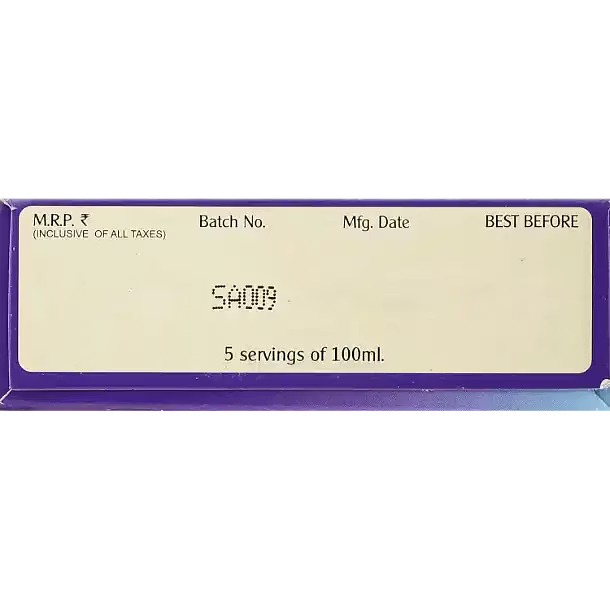 M.R.P. ₹ Batch No. Mfg. Date BEST BEFORE
(INCLUSIVE OF ALL TAXES)
SA009
5 servings of 100ml.